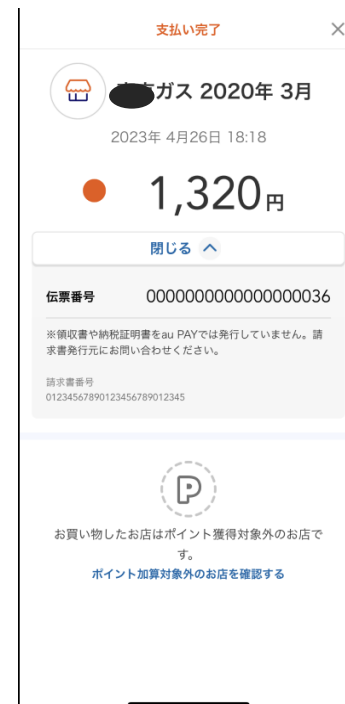 支払い完了
ガス 2020年 3月
2023年 4月26日 18:18
1,320円
閉じる
伝票番号 0000000000000000036
※領収書や納税証明書をau PAYでは発行していません。請
求書発行元にお問い合わせください。
請求書番号
01234567890123456789012345
P
お買い物したお店はポイント獲得対象外のお店で
す。
ポイント加算対象外のお店を確認する